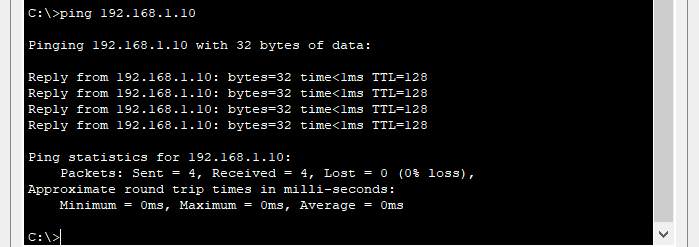 C:\>ping 192.168.1.10
Pinging 192.168.1.10 with 32 bytes of data:
Reply from 192.168.1.10: bytes=32 time<1ms TTL=128
Reply from 192.168.1.10: bytes=32 time<1ms TTL=128
Reply from 192.168.1.10: bytes=32 time<1ms TTL=128
Reply from 192.168.1.10: bytes=32 time<1ms TTL=128
Ping statistics for 192.168.1.10:
    Packets: Sent = 4, Received = 4, Lost = 0 (0% loss),
Approximate round trip times in milli-seconds:
    Minimum = 0ms, Maximum = 0ms, Average = 0ms
C:\>